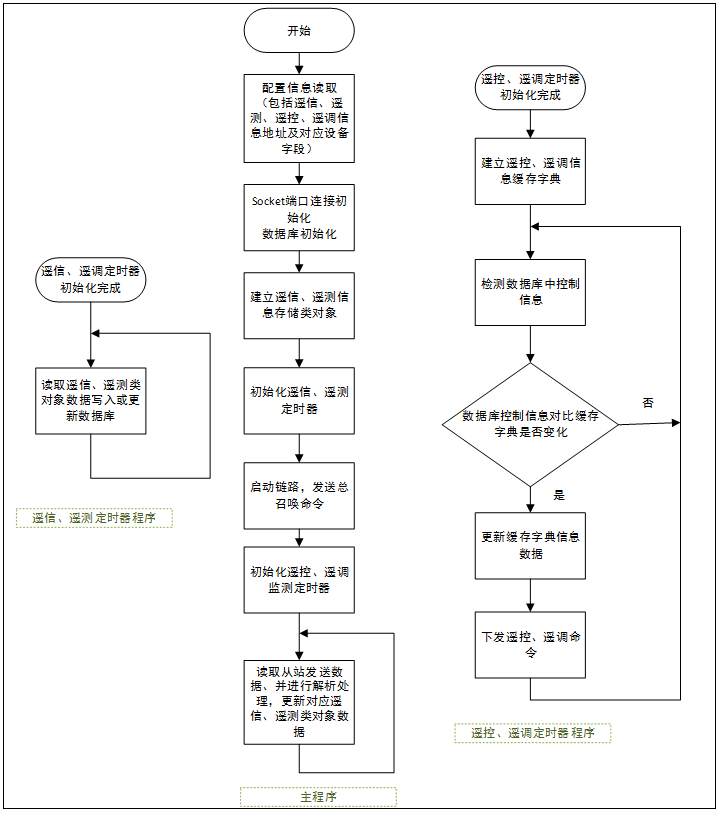 开始
配置信息读取
（包括遥信、遥
测、遥控、遥调信
息地址及对应设备
字段）
Socket端口连接初
始化
数据库初始化
建立遥信、遥测信
息存储类对象
初始化遥信、遥测
定时器
启动链路，发送总
召唤命令
初始化遥控、遥调
监测定时器
读取从站发送数
据、并进行解析处
理，更新对应遥
信、遥测类对象数
据
主程序
遥信、遥调定时器
初始化完成
读取遥信、遥测类
对象数据写入或更
新数据库
遥信、遥测定时器程序
遥控、遥调定时器
初始化完成
建立遥控、遥调信
息缓存字典
检测数据库中控制
信息
数据库控制信息对比缓存
字典是否变化
否
是
更新缓存字典信息
数据
下发遥控、遥调命
令
遥控、遥调定时器程序